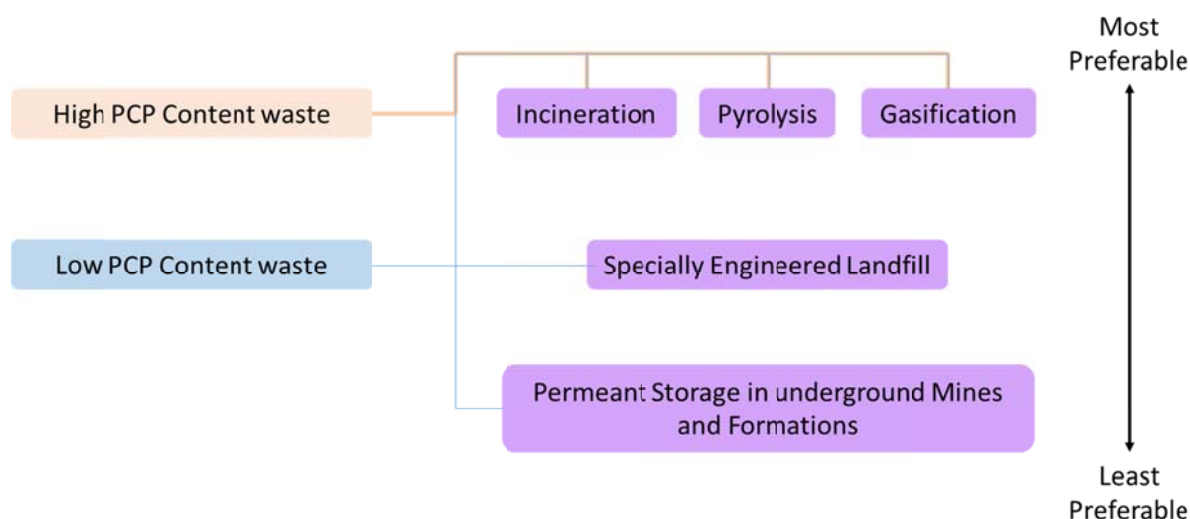 Most
Preferable
High PCP Content waste
Incineration
Pyrolysis
Gasification
Low PCP Content waste
Specially Engineered Landfill
Permeant Storage in underground Mines
and Formations
Least
Preferable